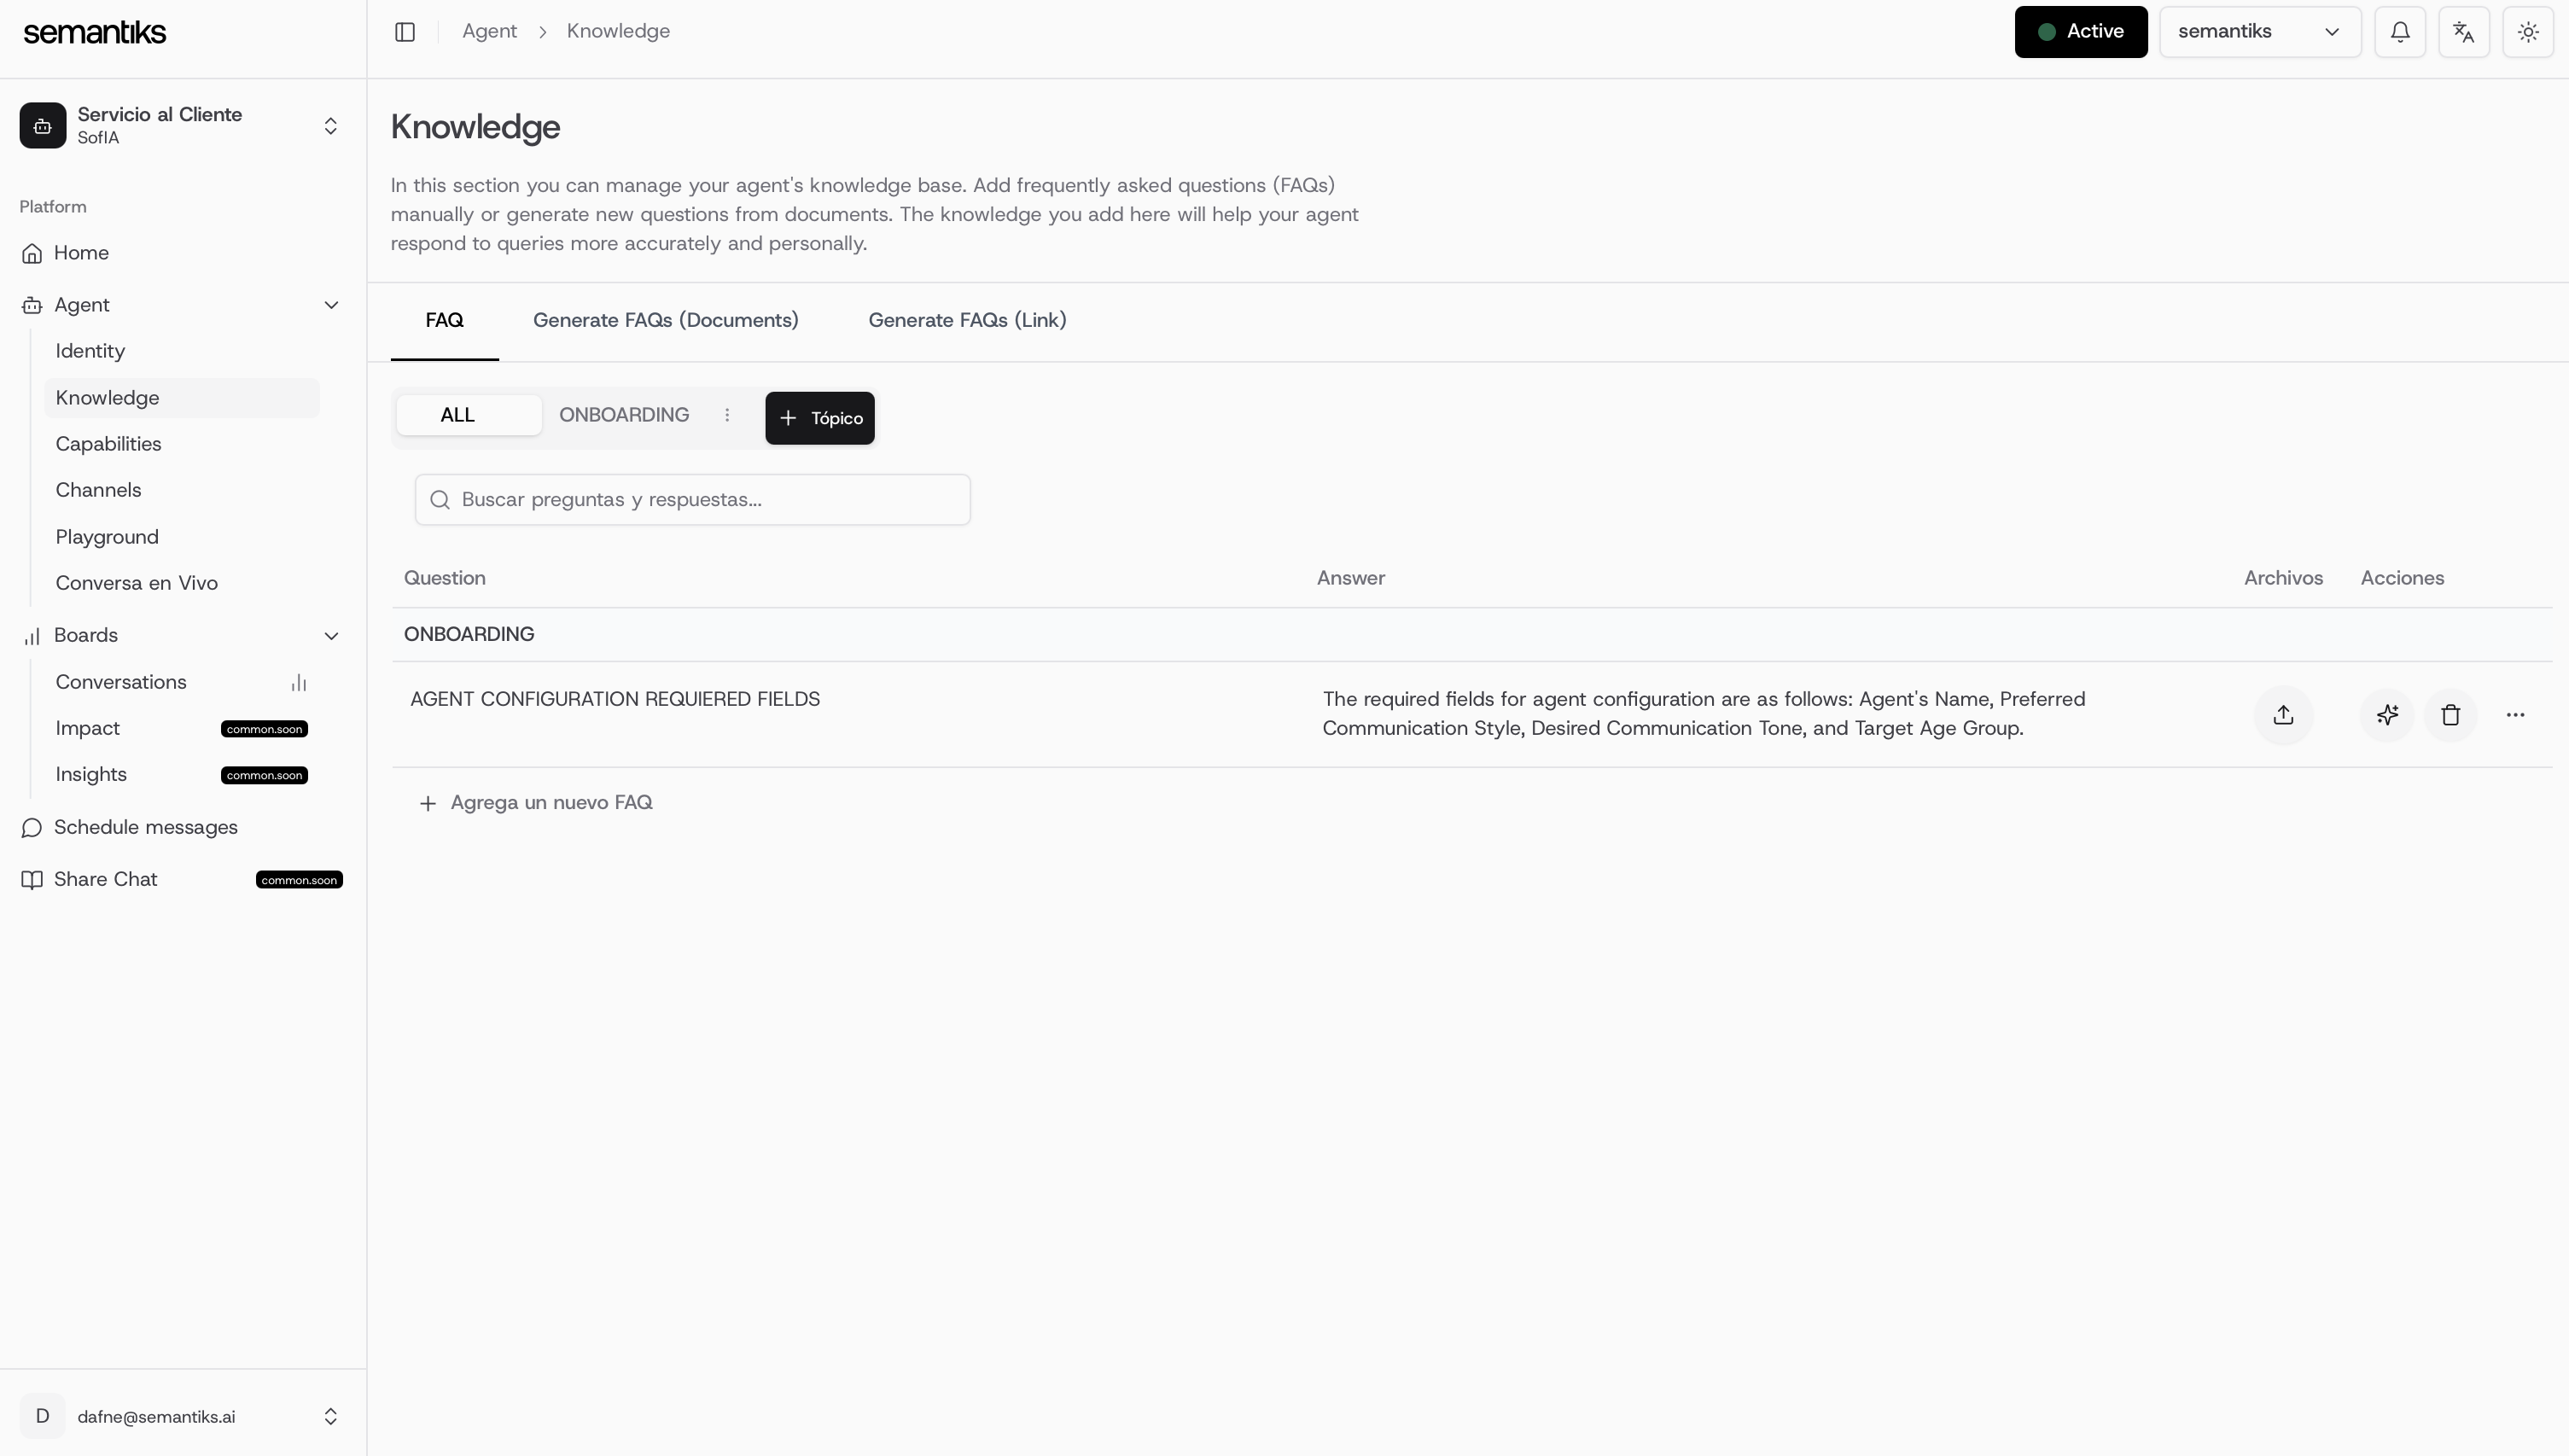 semantiks
Agent
Knowledge
Active
semantiks
Servicio al Cliente
SofIA
Platform
Home
Agent
Identity
Knowledge
Capabilities
Channels
Playground
Conversa en Vivo
Boards
Conversations
Impact common.soon
Insights common.soon
Schedule messages
Share Chat common.soon
D dafne@semantiks.ai
Knowledge
In this section you can manage your agent's knowledge base. Add frequently asked questions (FAQs)
manually or generate new questions from documents. The knowledge you add here will help your agent
respond to queries more accurately and personally.
FAQ Generate FAQs (Documents) Generate FAQs (Link)
ALL ONBOARDING Tópico
Buscar preguntas y respuestas...
Question Answer Archivos Acciones
ONBOARDING
AGENT CONFIGURATION REQUIERED FIELDS
The required fields for agent configuration are as follows: Agent's Name, Preferred
Communication Style, Desired Communication Tone, and Target Age Group.
Agrega un nuevo FAQ